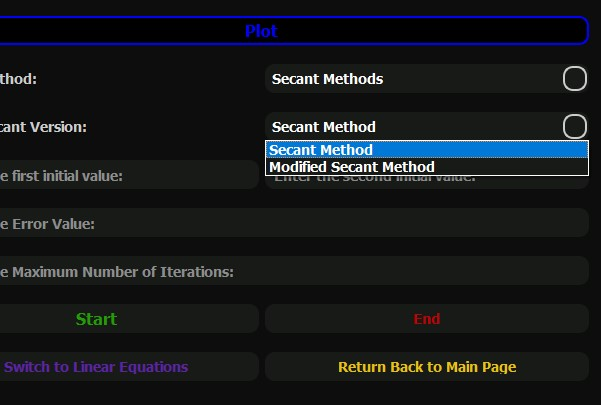 Plot
thod:
Secant Methods
cant Version:
Secant Method
Secant Method
Modified Secant Method
e first initial value:
Enter the second initial value:
e Error Value:
e Maximum Number of Iterations:
Start
End
Switch to Linear Equations
Return Back to Main Page